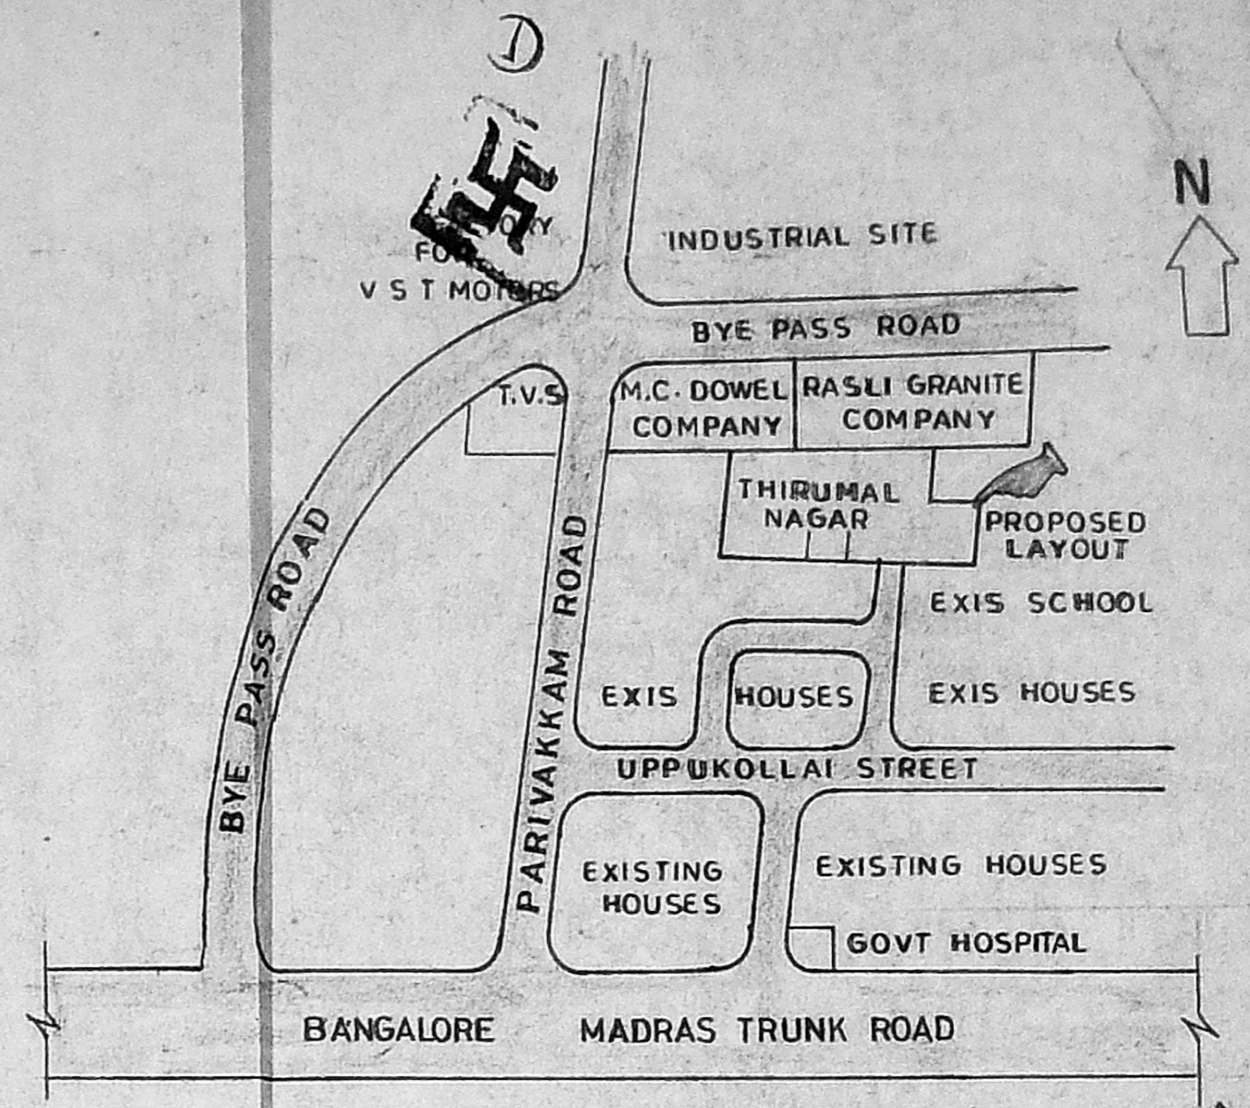 D
N
INDUSTRIAL SITE
V S T MOTORS
BYE PASS ROAD
T.V.S
M.C. DOWEL
COMPANY
RASLI GRANITE
COMPANY
THIRUMAL
NAGAR
PROPOSED
LAYOUT
BYE PASS ROAD
PARIVAKKAM ROAD
EXIS SCHOOL
EXIS HOUSES
EXIS HOUSES
UPPUKOLLAI STREET
EXISTING
HOUSES
EXISTING HOUSES
GOVT HOSPITAL
BANGALORE MADRAS TRUNK ROAD